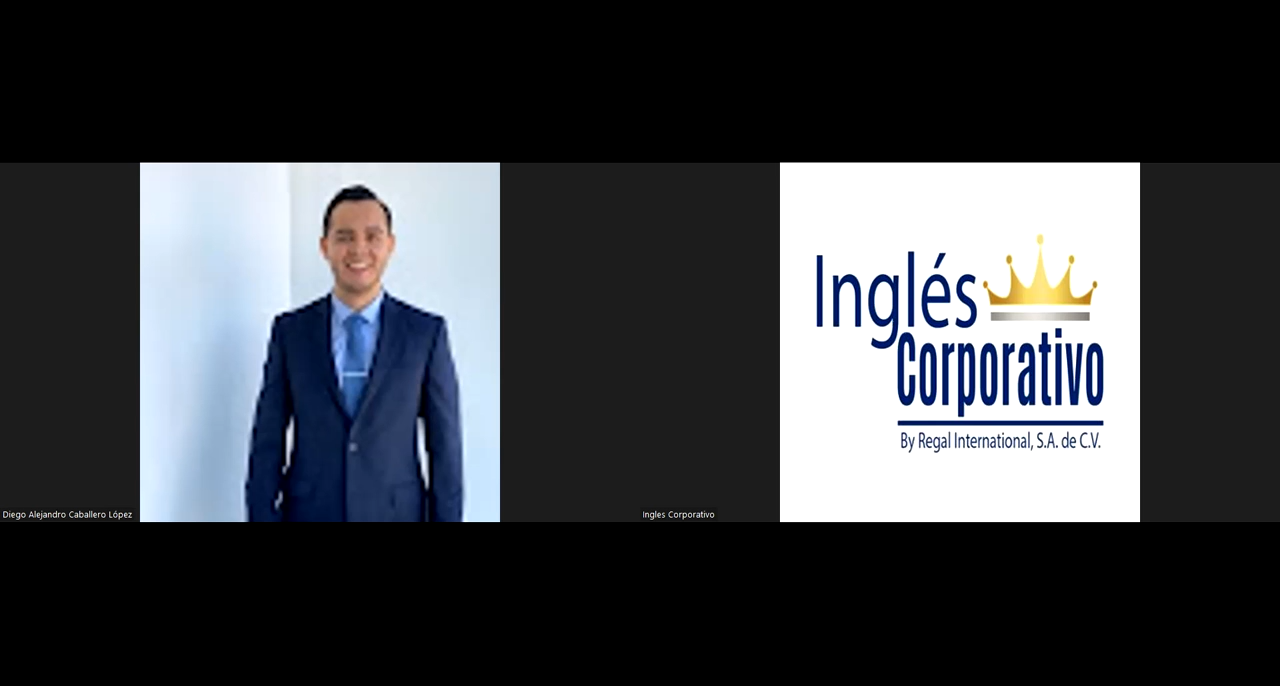 Inglés
Corporativo
By Regal International, S.A. de C.V.
Diego Alejandro Caballero López
Ingles Corporativo